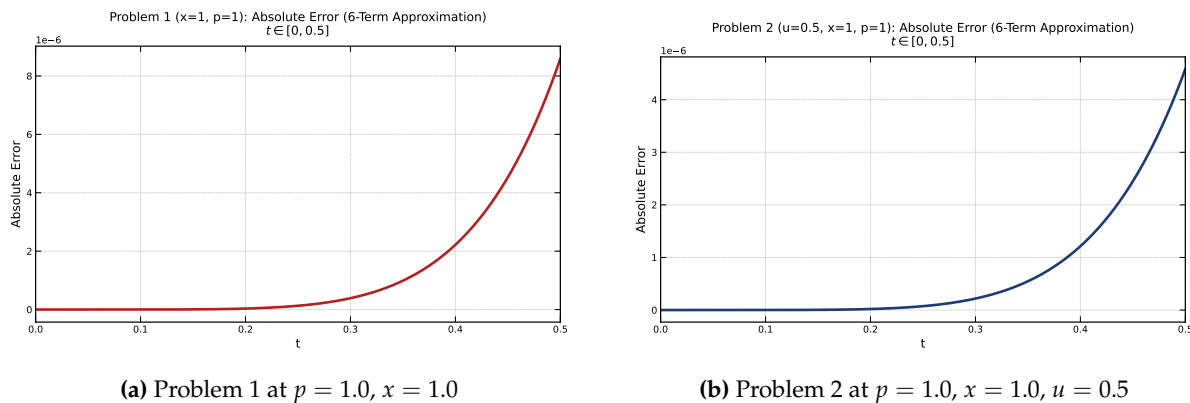 Problem 1 (x=1, p=1): Absolute Error (6-Term Approximation)
t ∈ [0, 0.5]
1e−6
8
6
4
2
0
Absolute Error
0.0 0.1 0.2 0.3 0.4 0.5
t
(a) Problem 1 at p = 1.0, x = 1.0
Problem 2 (u=0.5, x=1, p=1): Absolute Error (6-Term Approximation)
t ∈ [0, 0.5]
1e−6
4
3
2
1
0
Absolute Error
0.0 0.1 0.2 0.3 0.4 0.5
t
(b) Problem 2 at p = 1.0, x = 1.0, u = 0.5